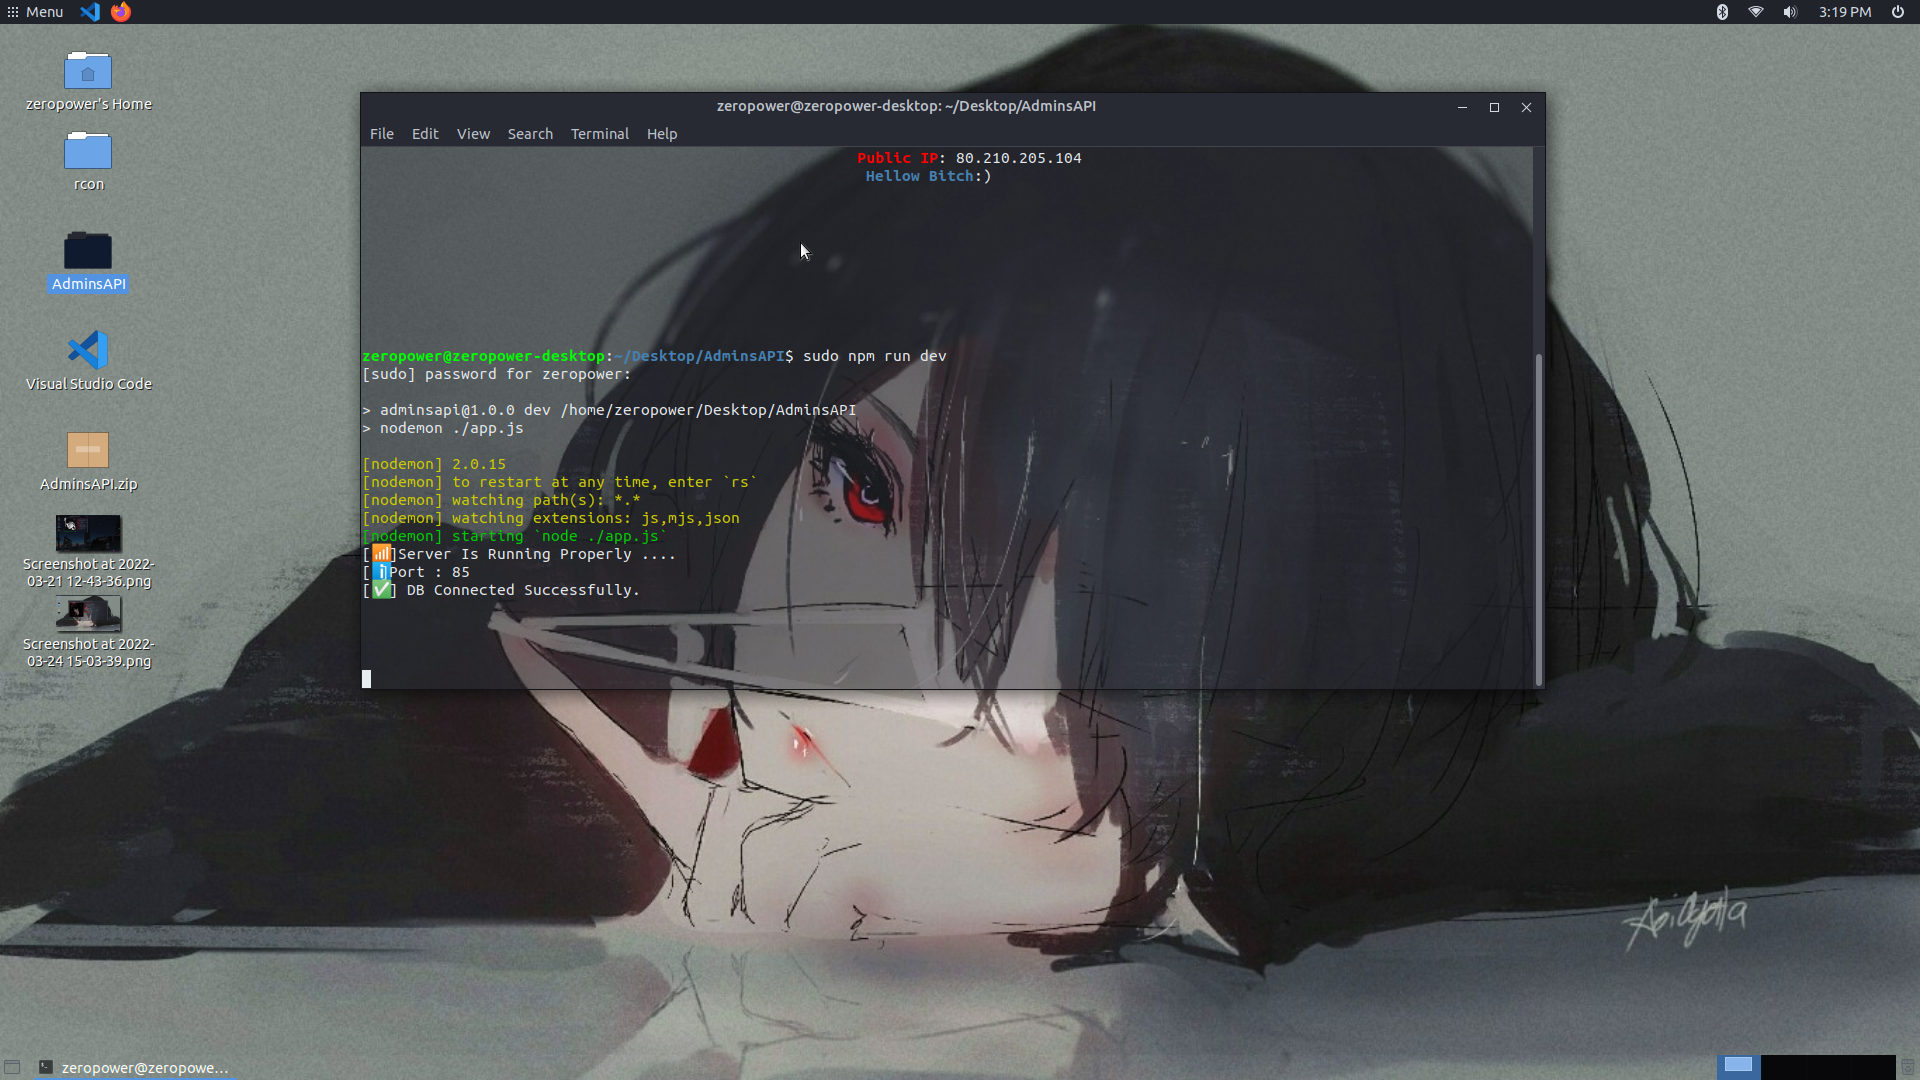 Menu
3:19 PM
zeropower's Home
rcon
AdminsAPI
Visual Studio Code
AdminsAPI.zip
Screenshot at 2022-
03-21 12-43-36.png
Screenshot at 2022-
03-24 15-03-39.png
zeropower@zeropower-desktop: ~/Desktop/AdminsAPI
File Edit View Search Terminal Help
Public IP: 80.210.205.104
Hellow Bitch:)
zeropower@zeropower-desktop:~/Desktop/AdminsAPI$ sudo npm run dev
[sudo] password for zeropower:
> adminsapi@1.0.0 dev /home/zeropower/Desktop/AdminsAPI
> nodemon ./app.js
[nodemon] 2.0.15
[nodemon] to restart at any time, enter `rs`
[nodemon] watching path(s): *.*
[nodemon] watching extensions: js,mjs,json
[nodemon] starting `node ./app.js`
[📶]Server Is Running Properly ....
[ℹ️]Port : 85
[✅] DB Connected Successfully.
zeropower@zeropowe...